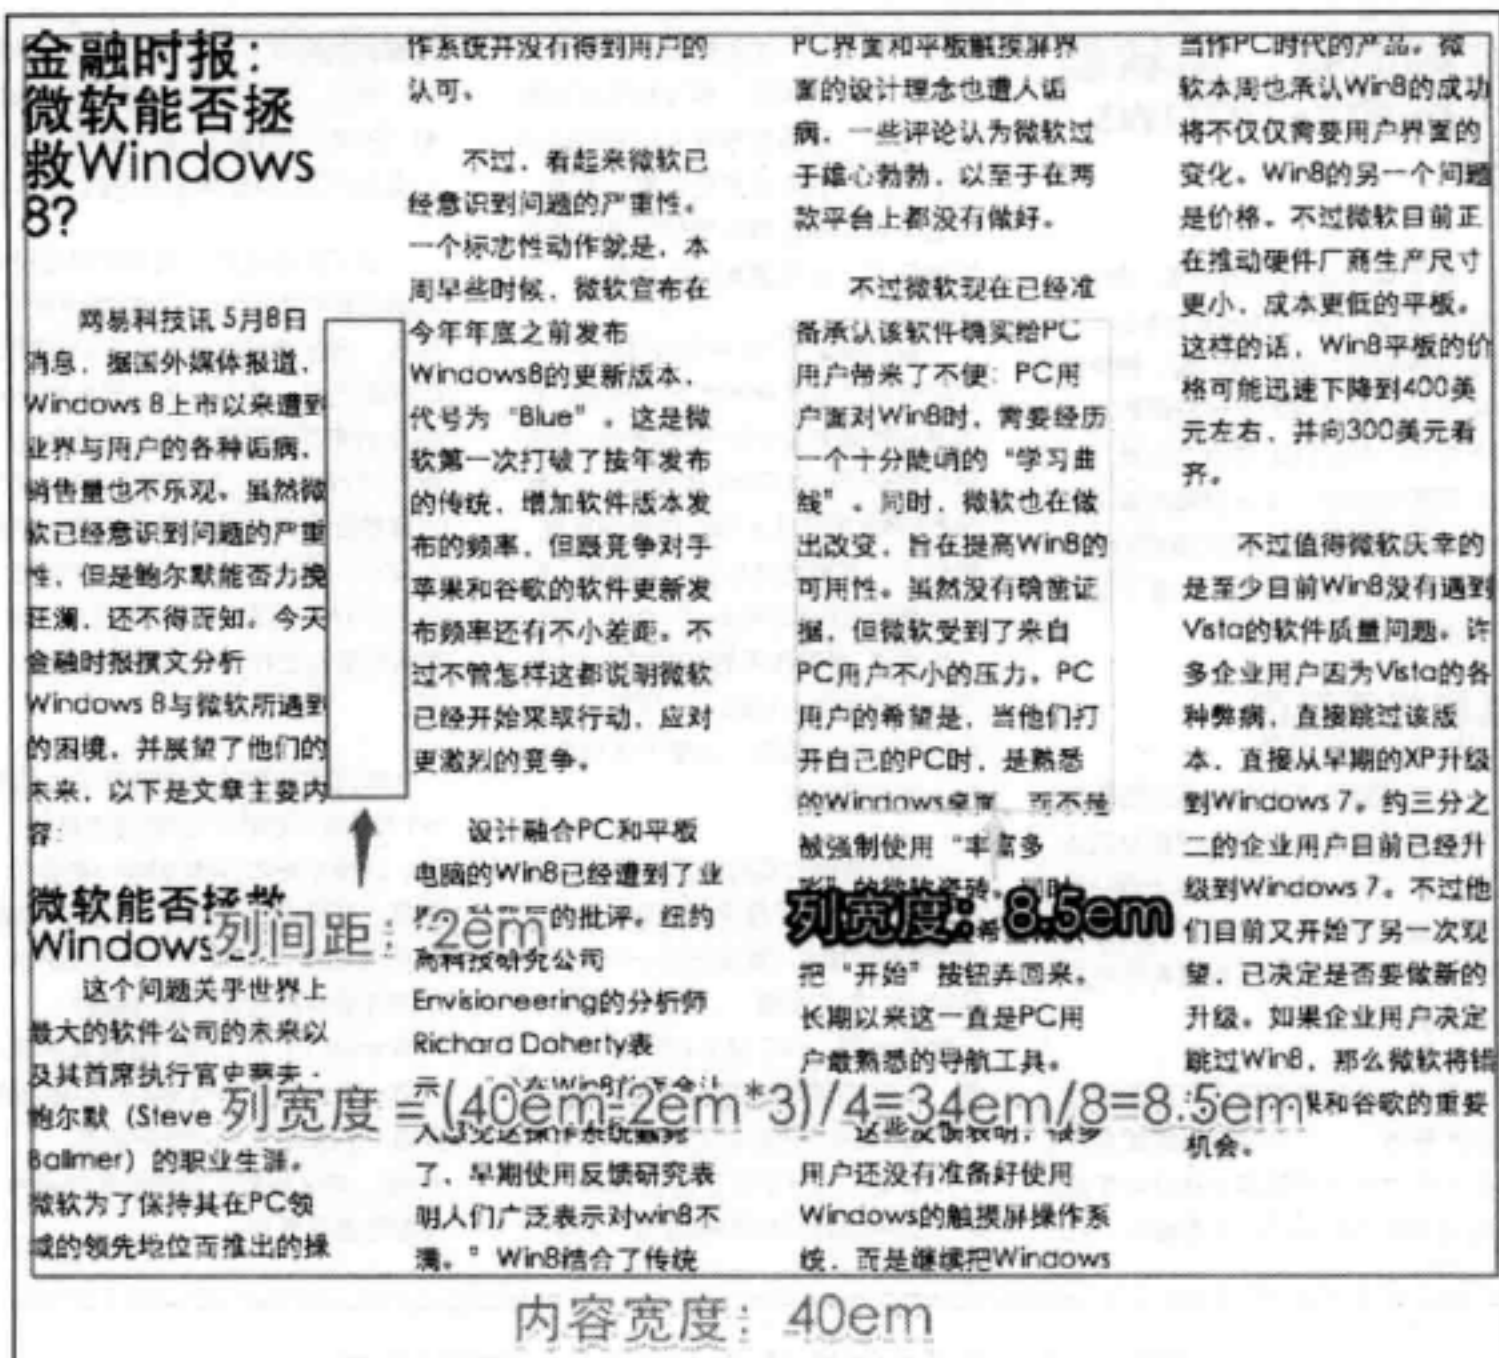 金融时报：
微软能否拯
救Windows
8?
网易科技讯 5月8日
消息，据国外媒体报道，
Windows 8上市以来遭到
业界与用户的各种诟病，
销售量也不乐观。虽然微
软已经意识到问题的严重
性，但是鲍尔默能否力挽
狂澜，还不得而知。今天
金融时报撰文分析
Windows 8与微软所遇到
的困境，并展望了他们的
未来，以下是文章主要内
容：
微软能否拯救
Windows
这个问题关乎世界上
最大的软件公司的未来以
及其首席执行官史蒂夫·
鲍尔默（Steve
Ballmer）的职业生涯。
微软为了保持其在PC领
域的领先地位而推出的操
作系统并没有得到用户的
认可。
不过，看起来微软已
经意识到问题的严重性。
一个标志性动作就是，本
周早些时候，微软宣布在
今年年底之前发布
Windows8的更新版本，
代号为“Blue”。这是微
软第一次打破了按年发布
的传统，增加软件版本发
布的频率，但跟竞争对手
苹果和谷歌的软件更新发
布频率还有不小差距。不
过不管怎样这都说明微软
已经开始采取行动，应对
更激烈的竞争。
设计融合PC和平板
电脑的Win8已经遭到了业
的批评。纽约
高科技研究公司
Envisioneering的分析师
Richard Doherty表
示
在Win8
人感觉这操作系统
了，早期使用反馈研究表
明人们广泛表示对win8不
满。”Win8结合了传统
PC界面和平板触摸屏界
面的设计理念也遭人诟
病，一些评论认为微软过
于雄心勃勃，以至于在两
款平台上都没有做好。
不过微软现在已经准
备承认该软件确实给PC
用户带来了不便：PC用
户面对Win8时，需要经历
一个十分陡峭的“学习曲
线”。同时，微软也在做
出改变，旨在提高Win8的
可用性。虽然没有确凿证
据，但微软受到了来自
PC用户不小的压力。PC
用户的希望是，当他们打
开自己的PC时，是熟悉
的Windows桌面，而不是
被强制使用“丰富多
彩”的微软瓷砖。同时
把“开始”按钮弄回来。
长期以来这一直是PC用
户最熟悉的导航工具。
这些反馈表明，很多
用户还没有准备好使用
Windows的触摸屏操作系
统，而是继续把Windows
当作PC时代的产品。微
软本周也承认Win8的成功
将不仅仅需要用户界面的
变化。Win8的另一个问题
是价格。不过微软目前正
在推动硬件厂商生产尺寸
更小，成本更低的平板。
这样的话，Win8平板的价
格可能迅速下降到400美
元左右，并向300美元看
齐。
不过值得微软庆幸的
是至少目前Win8没有遇到
Vista的软件质量问题。许
多企业用户因为Vista的各
种弊病，直接跳过该版
本，直接从早期的XP升级
到Windows 7。约三分之
二的企业用户目前已经升
级到Windows 7。不过他
们目前又开始了另一次观
望，已决定是否要做新的
升级。如果企业用户决定
跳过Win8，那么微软将错
和谷歌的重要
机会。
列间距：2em
列宽度：8.5em
列宽度=(40em-2em*3)/4=34em/8=8.5em
内容宽度：40em